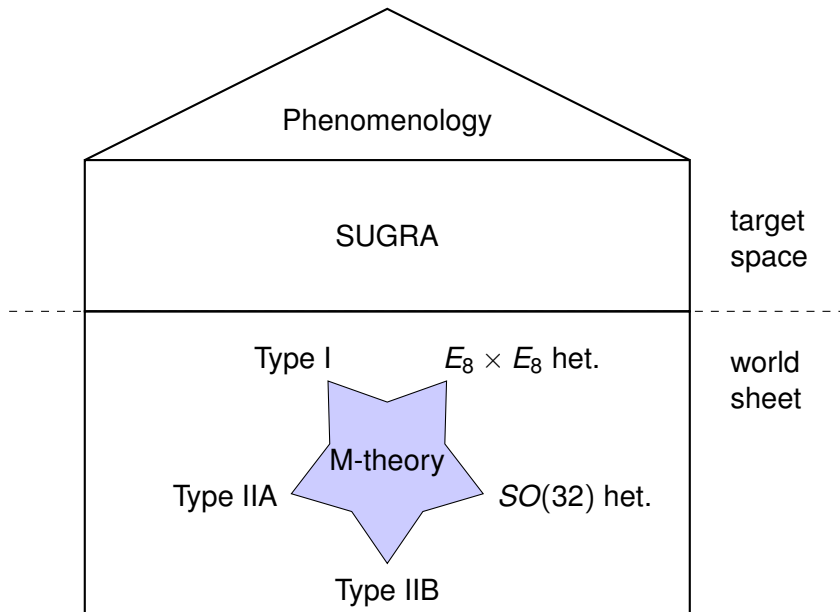 Phenomenology
SUGRA
target
space
Type I
E₈ × E₈ het.
world
sheet
M-theory
Type IIA
SO(32) het.
Type IIB